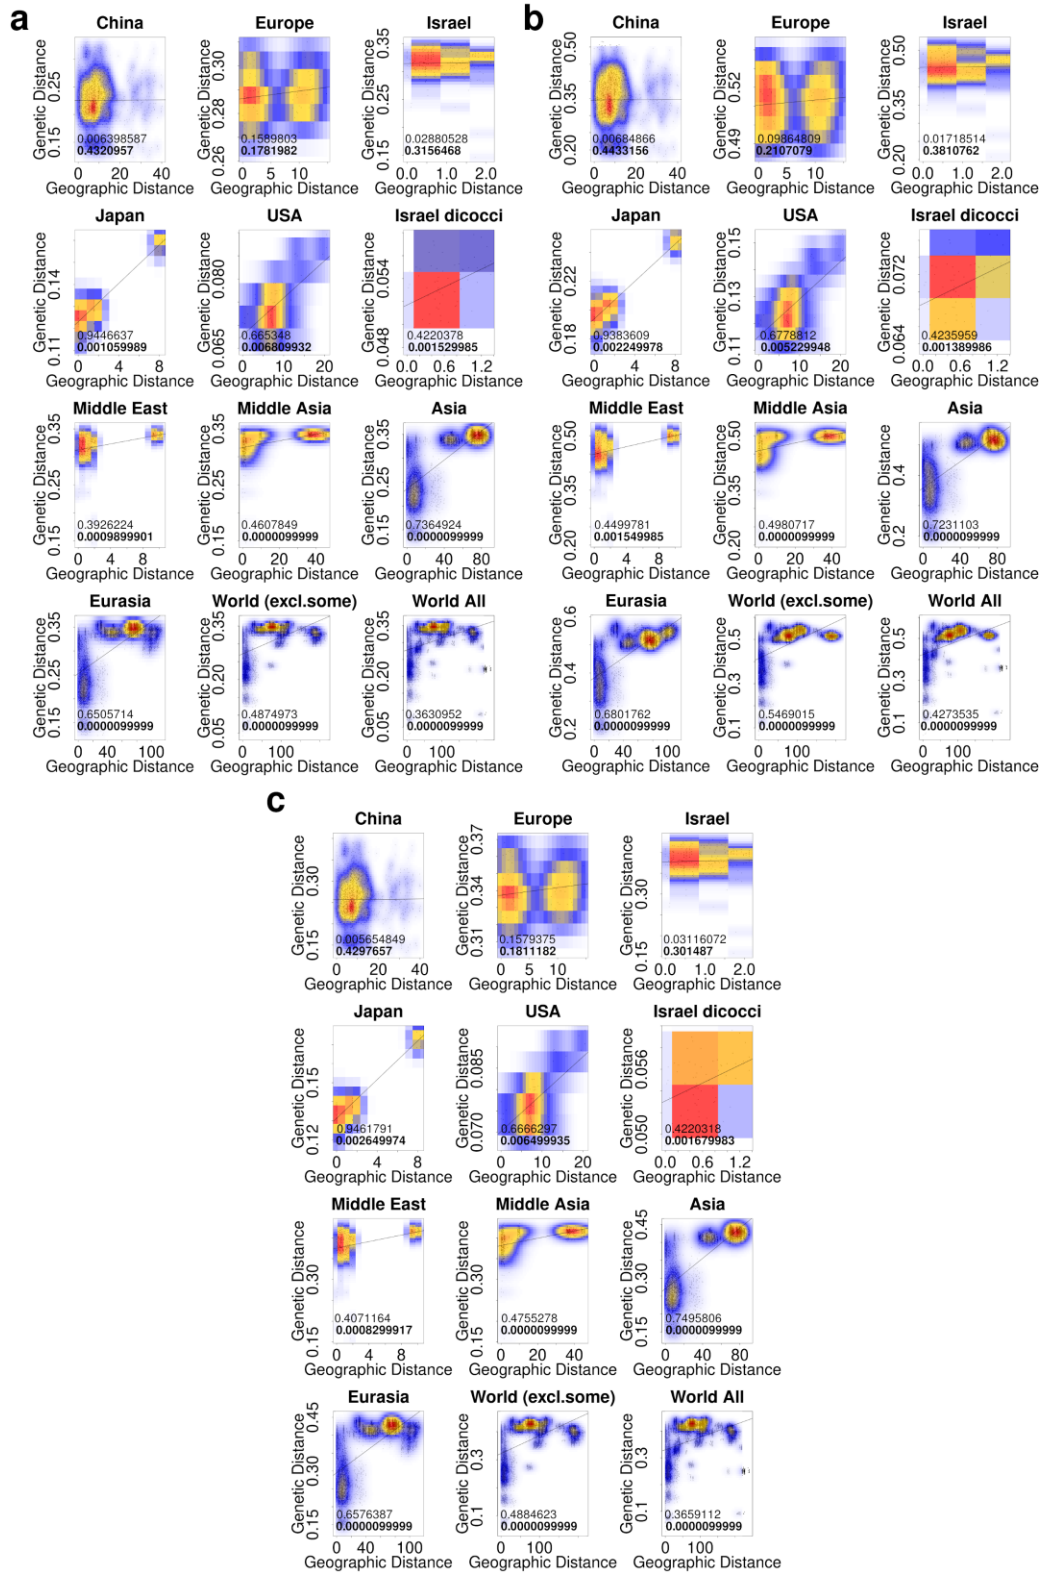 a
China
Genetic Distance
0.15 0.25
0.006398587
0.4320957
0 20 40
Geographic Distance
Europe
Genetic Distance
0.26 0.28 0.30
0.1589803
0.1781982
0 5 10
Geographic Distance
Israel
Genetic Distance
0.15 0.25 0.35
0.02880528
0.3156468
0.0 1.0 2.0
Geographic Distance
Japan
Genetic Distance
0.11 0.14
0.9446637
0.001059989
0 4 8
Geographic Distance
USA
Genetic Distance
0.065 0.080
0.665348
0.006809932
0 10 20
Geographic Distance
Israel dicocci
Genetic Distance
0.048 0.054
0.4220378
0.001529985
0.0 0.6 1.2
Geographic Distance
Middle East
Genetic Distance
0.15 0.25 0.35
0.3926224
0.0009899901
0 4 8
Geographic Distance
Middle Asia
Genetic Distance
0.15 0.25 0.35
0.4607849
0.0000099999
0 20 40
Geographic Distance
Asia
Genetic Distance
0.15 0.25 0.35
0.7364924
0.0000099999
0 40 80
Geographic Distance
Eurasia
Genetic Distance
0.15 0.25 0.35
0.6505714
0.0000099999
0 40 100
Geographic Distance
World (excl.some)
Genetic Distance
0.05 0.20 0.35
0.4874973
0.0000099999
0 100
Geographic Distance
World All
Genetic Distance
0.05 0.20 0.35
0.3630952
0.0000099999
0 100
Geographic Distance
b
China
Genetic Distance
0.20 0.35 0.50
0.00684866
0.4433156
0 20 40
Geographic Distance
Europe
Genetic Distance
0.49 0.52
0.09864809
0.2107079
0 5 10
Geographic Distance
Israel
Genetic Distance
0.20 0.35 0.50
0.01718514
0.3810762
0.0 1.0 2.0
Geographic Distance
Japan
Genetic Distance
0.18 0.22
0.9383609
0.002249978
0 4 8
Geographic Distance
USA
Genetic Distance
0.11 0.13 0.15
0.6778812
0.005229948
0 10 20
Geographic Distance
Israel dicocci
Genetic Distance
0.064 0.072
0.4235959
0.001389986
0.0 0.6 1.2
Geographic Distance
Middle East
Genetic Distance
0.20 0.35 0.50
0.4499781
0.001549985
0 4 8
Geographic Distance
Middle Asia
Genetic Distance
0.20 0.35 0.50
0.4980717
0.0000099999
0 20 40
Geographic Distance
Asia
Genetic Distance
0.2 0.4
0.7231103
0.0000099999
0 40 80
Geographic Distance
Eurasia
Genetic Distance
0.2 0.4 0.6
0.6801762
0.0000099999
0 40 100
Geographic Distance
World (excl.some)
Genetic Distance
0.1 0.3 0.5
0.5469015
0.0000099999
0 100
Geographic Distance
World All
Genetic Distance
0.1 0.3 0.5
0.4273535
0.0000099999
0 100
Geographic Distance
c
China
Genetic Distance
0.15 0.30
0.005654849
0.4297657
0 20 40
Geographic Distance
Europe
Genetic Distance
0.31 0.34 0.37
0.1579375
0.1811182
0 5 10
Geographic Distance
Israel
Genetic Distance
0.15 0.30
0.03116072
0.301487
0.0 1.0 2.0
Geographic Distance
Japan
Genetic Distance
0.12 0.15
0.9461791
0.002649974
0 4 8
Geographic Distance
USA
Genetic Distance
0.070 0.085
0.6666297
0.006499935
0 10 20
Geographic Distance
Israel dicocci
Genetic Distance
0.050 0.056
0.4220318
0.001679983
0.0 0.6 1.2
Geographic Distance
Middle East
Genetic Distance
0.15 0.30
0.4071164
0.0008299917
0 4 8
Geographic Distance
Middle Asia
Genetic Distance
0.15 0.30
0.4755278
0.0000099999
0 20 40
Geographic Distance
Asia
Genetic Distance
0.15 0.30 0.45
0.7495806
0.0000099999
0 40 80
Geographic Distance
Eurasia
Genetic Distance
0.15 0.30 0.45
0.6576387
0.0000099999
0 40 100
Geographic Distance
World (excl.some)
Genetic Distance
0.1 0.3
0.4884623
0.0000099999
0 100
Geographic Distance
World All
Genetic Distance
0.1 0.3
0.3659112
0.0000099999
0 100
Geographic Distance